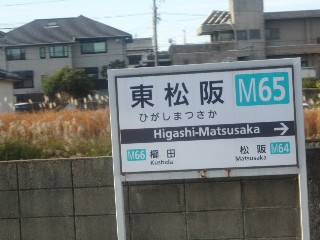 東松阪 M65
ひがしまつさか
Higashi-Matsusaka →
M66 櫛田 松阪 M64
Kushida Matsusaka